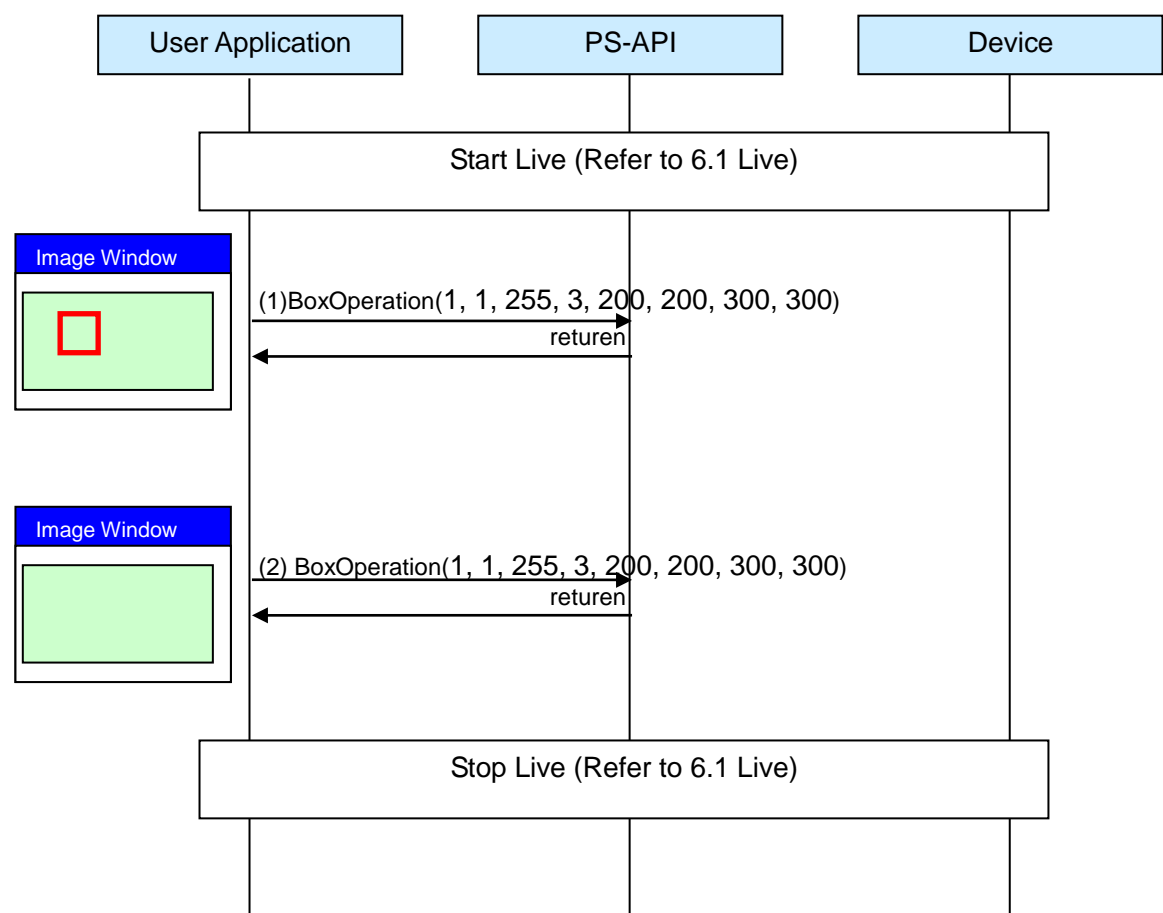 User Application
PS-API
Device
Start Live (Refer to 6.1 Live)
Image Window
(1)BoxOperation(1, 1, 255, 3, 200, 200, 300, 300)
returen
Image Window
(2) BoxOperation(1, 1, 255, 3, 200, 200, 300, 300)
returen
Stop Live (Refer to 6.1 Live)